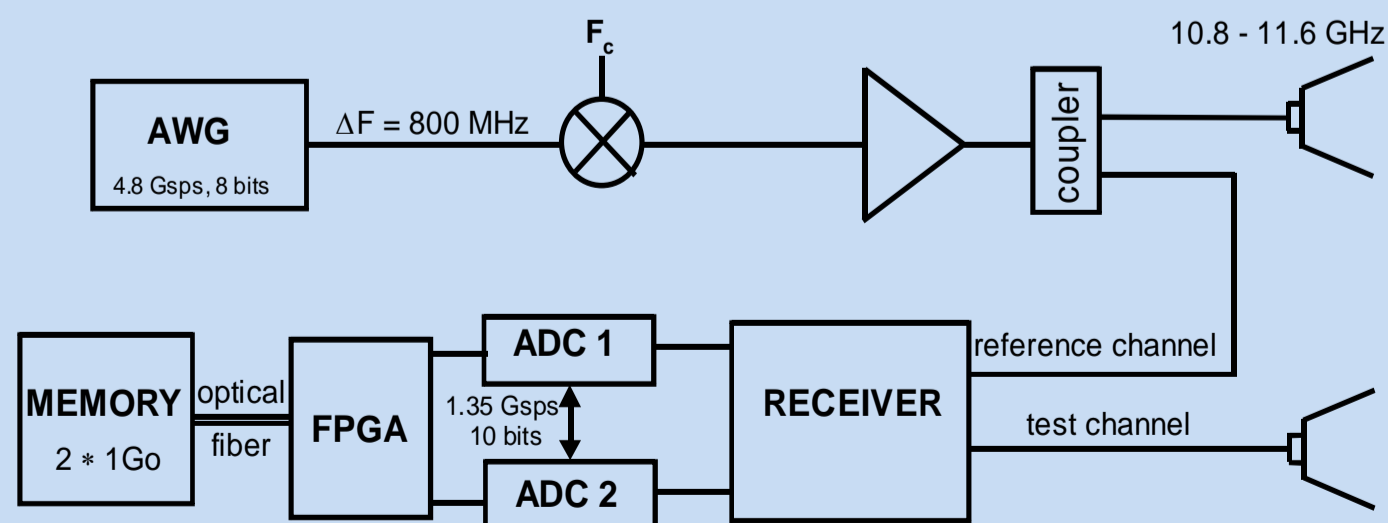 10.8 - 11.6 GHz
Fc
AWG
4.8 Gsps, 8 bits
ΔF = 800 MHz
coupler
MEMORY
2 * 1Go
optical
fiber
FPGA
ADC 1
1.35 Gsps
10 bits
ADC 2
RECEIVER
reference channel
test channel